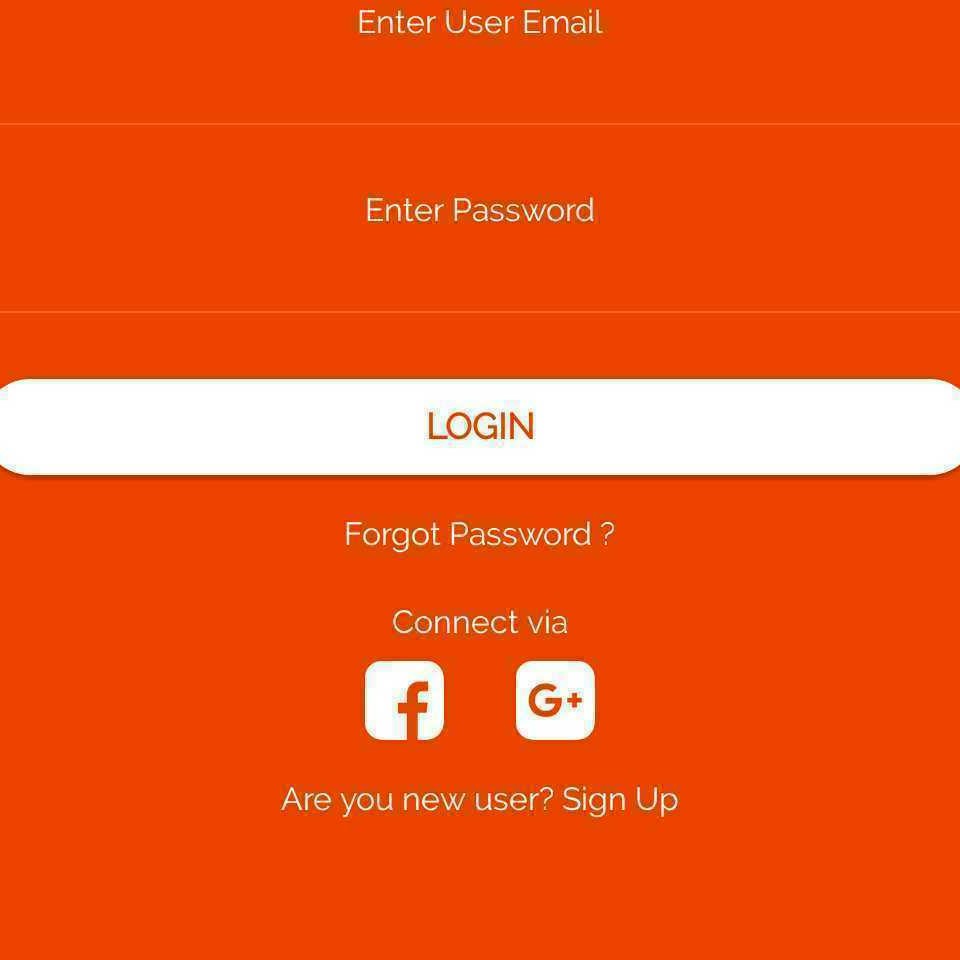 Enter User Email
Enter Password
LOGIN
Forgot Password ?
Connect via
f G+
Are you new user? Sign Up